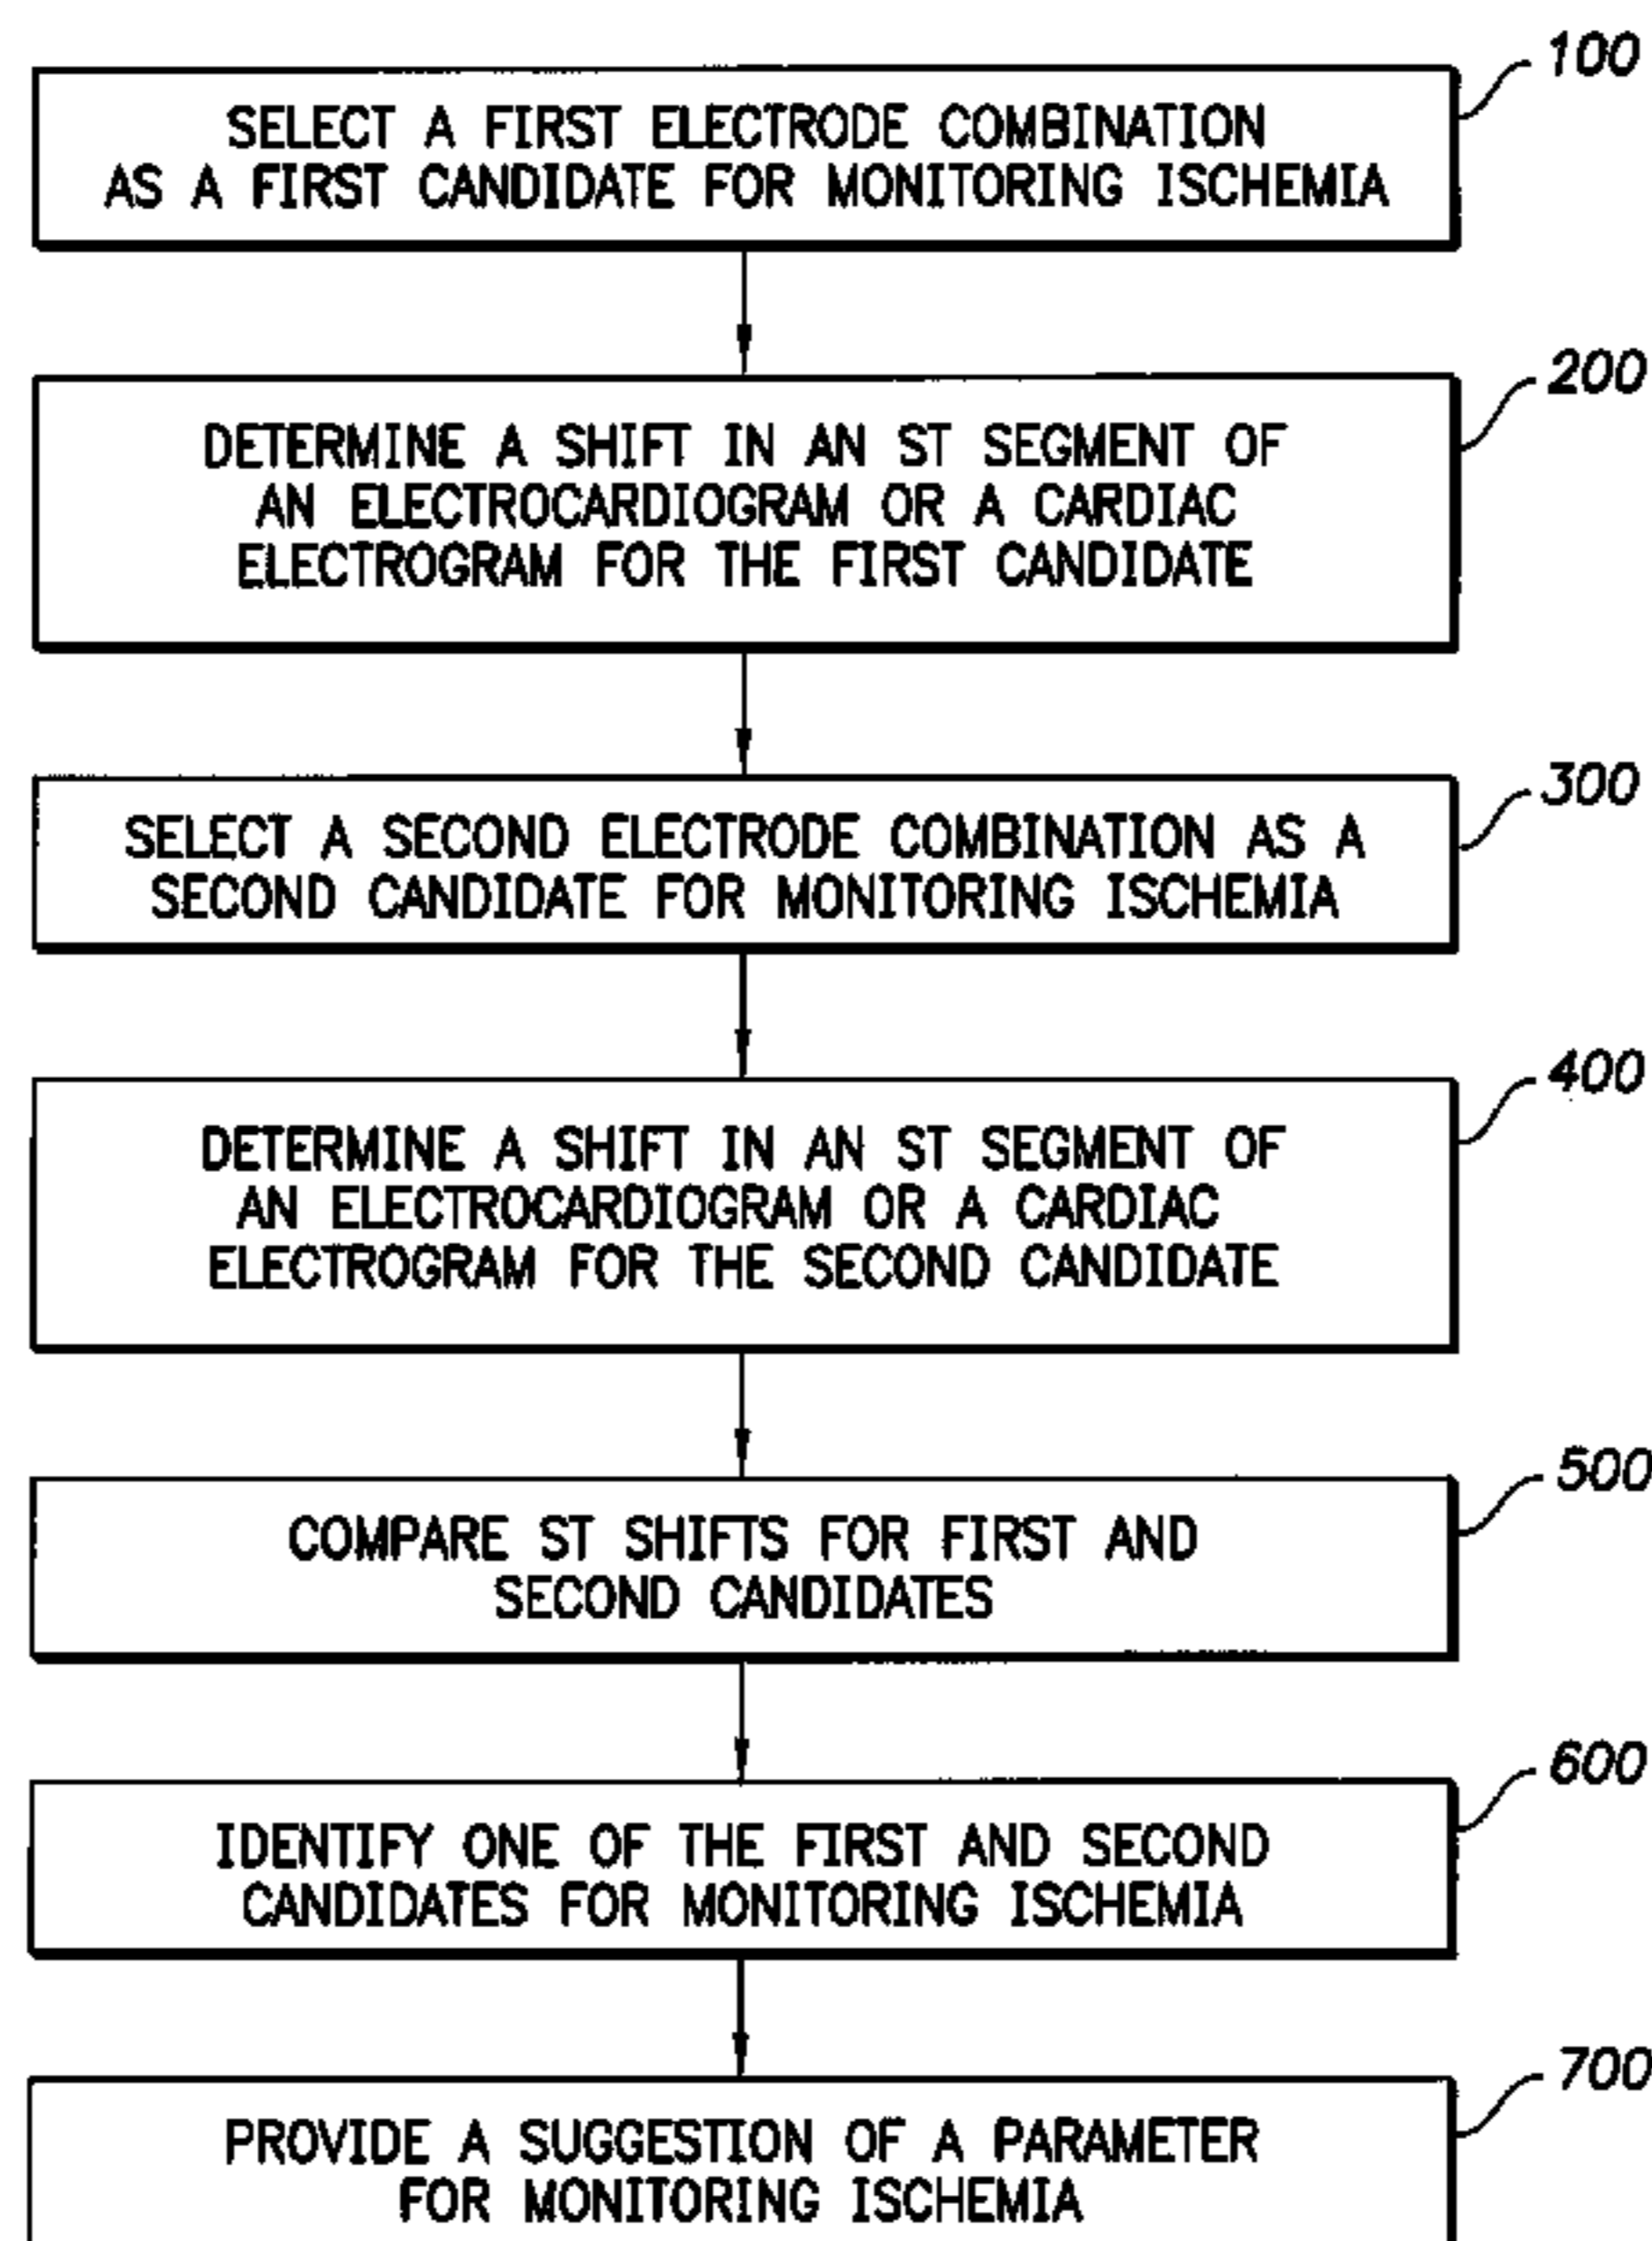 100
SELECT A FIRST ELECTRODE COMBINATION
AS A FIRST CANDIDATE FOR MONITORING ISCHEMIA
200
DETERMINE A SHIFT IN AN ST SEGMENT OF
AN ELECTROCARDIOGRAM OR A CARDIAC
ELECTROGRAM FOR THE FIRST CANDIDATE
300
SELECT A SECOND ELECTRODE COMBINATION AS A
SECOND CANDIDATE FOR MONITORING ISCHEMIA
400
DETERMINE A SHIFT IN AN ST SEGMENT OF
AN ELECTROCARDIOGRAM OR A CARDIAC
ELECTROGRAM FOR THE SECOND CANDIDATE
500
COMPARE ST SHIFTS FOR FIRST AND
SECOND CANDIDATES
600
IDENTIFY ONE OF THE FIRST AND SECOND
CANDIDATES FOR MONITORING ISCHEMIA
700
PROVIDE A SUGGESTION OF A PARAMETER
FOR MONITORING ISCHEMIA